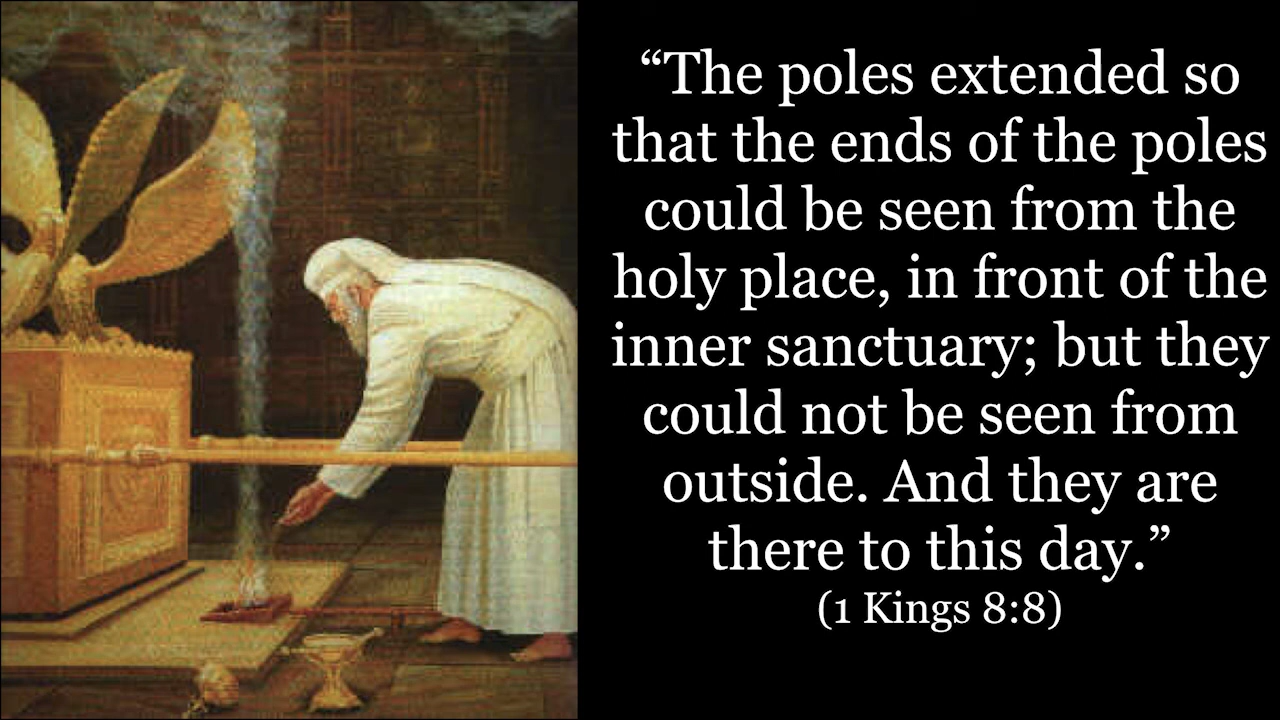 “The poles extended so
that the ends of the poles
could be seen from the
holy place, in front of the
inner sanctuary; but they
could not be seen from
outside. And they are
there to this day.”
(1 Kings 8:8)